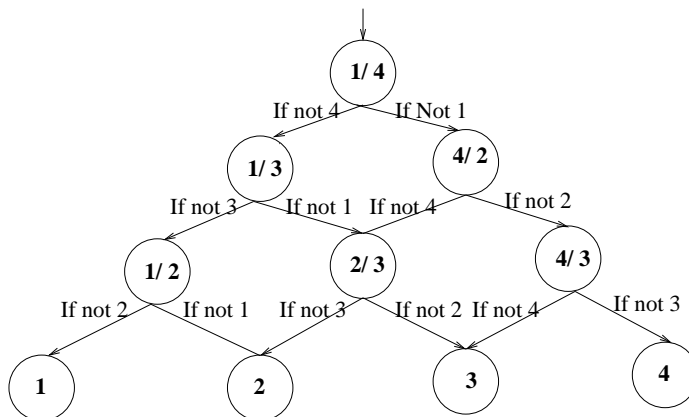 1/ 4
If not 4 If Not 1
1/ 3 4/ 2
If not 3 If not 1 If not 4 If not 2
1/ 2 2/ 3 4/ 3
If not 2 If not 1 If not 3 If not 2 If not 4 If not 3
1 2 3 4